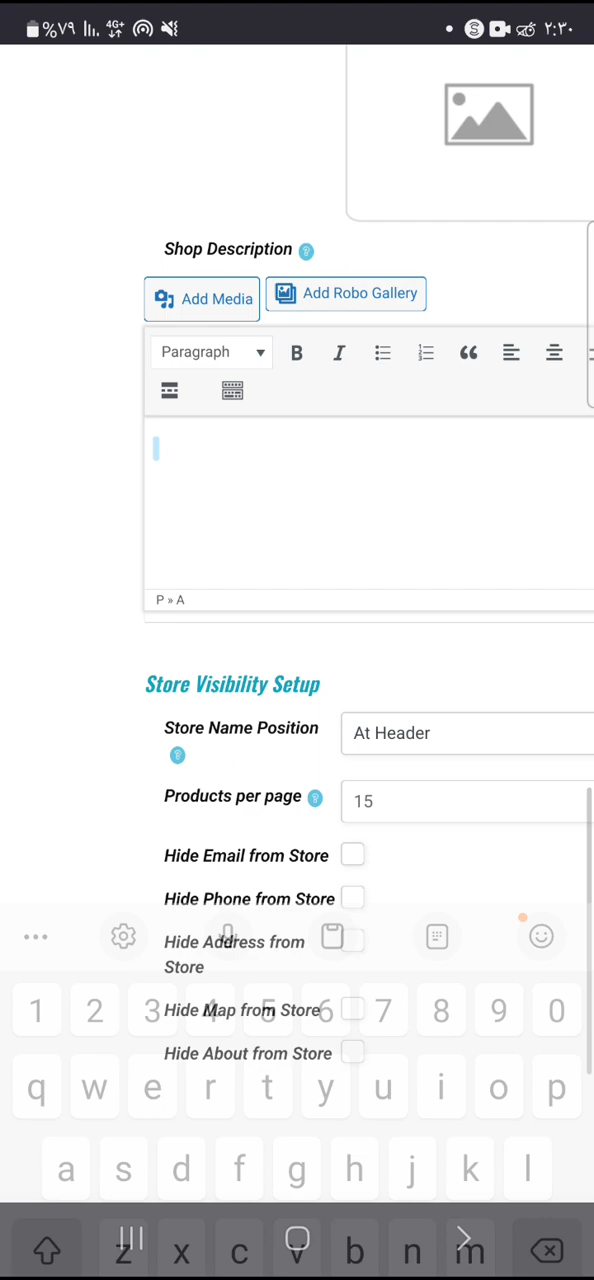 %٧٩ 4G+ ٢:٣٠
Shop Description
Add Media Add Robo Gallery
Paragraph B I
P » A
Store Visibility Setup
Store Name Position At Header
Products per page 15
Hide Email from Store
Hide Phone from Store
Hide Address from
Store
Hide Map from Store
Hide About from Store
1 2 3 4 5 6 7 8 9 0
q w e r t y u i o p
a s d f g h j k l
z x c v b n m